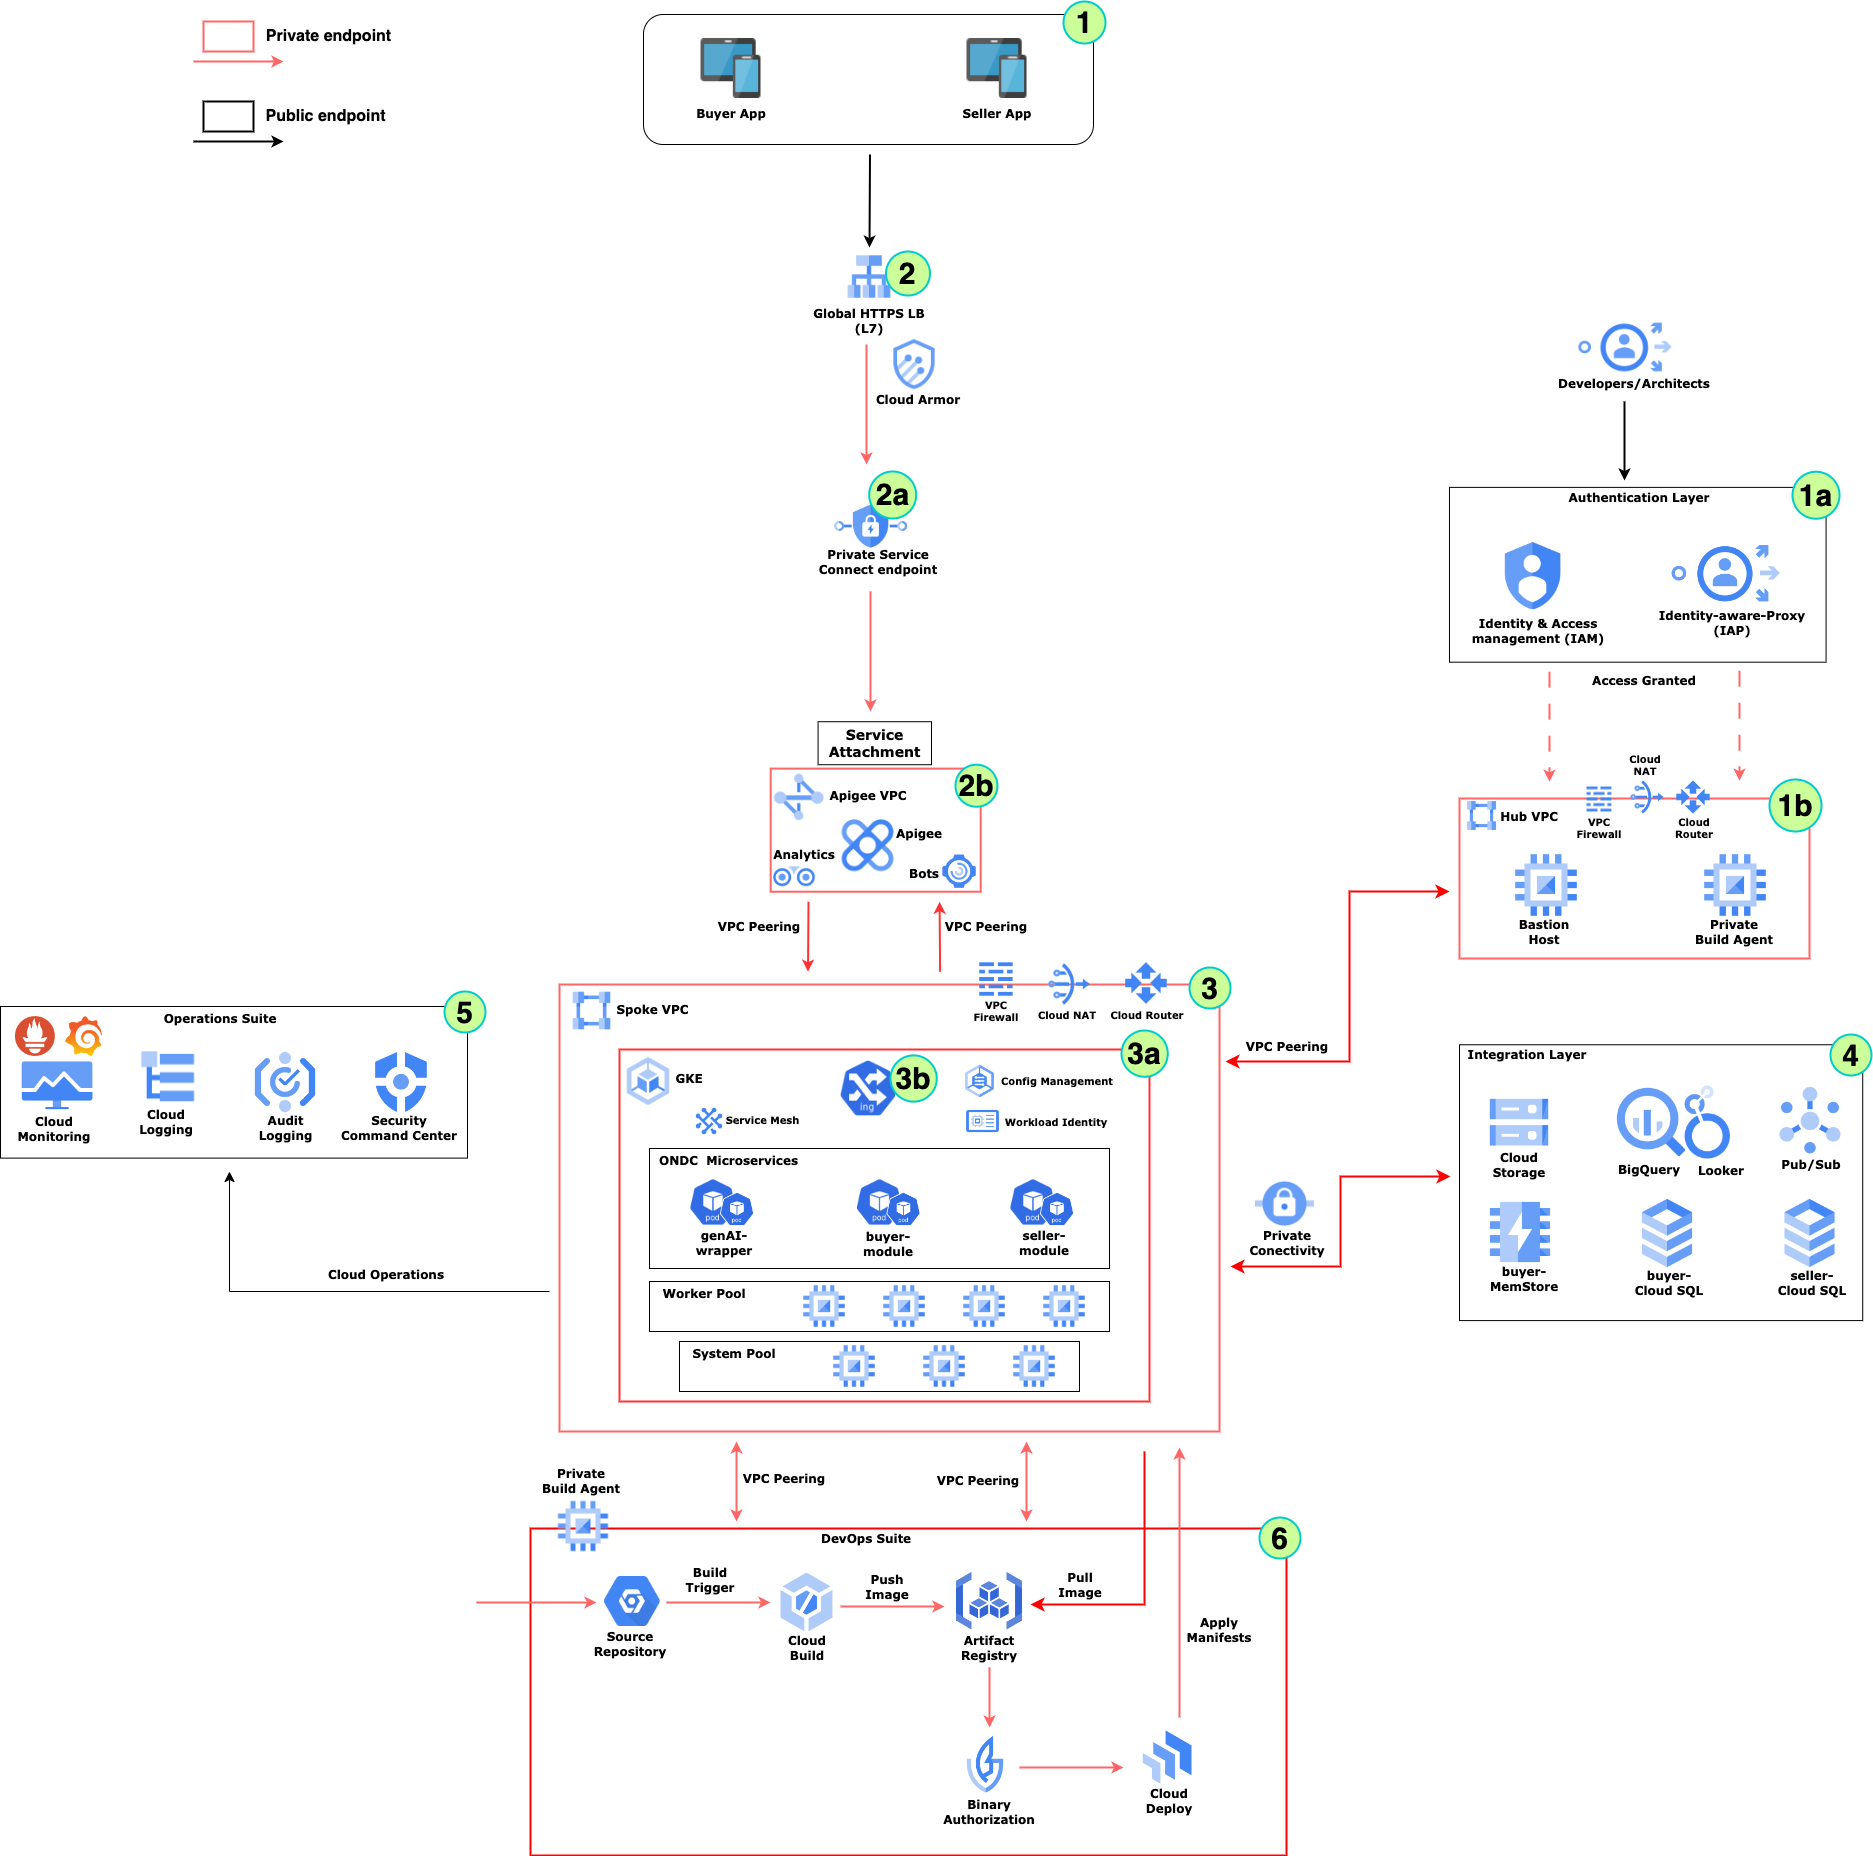 Private endpoint
Public endpoint
1
Buyer App
Seller App
2
Global HTTPS LB
(L7)
Cloud Armor
2a
Private Service
Connect endpoint
Service
Attachment
2b
Apigee VPC
Apigee
Analytics
Bots
VPC Peering
VPC Peering
Developers/Architects
1a
Authentication Layer
Identity & Access
management (IAM)
Identity-aware-Proxy
(IAP)
Access Granted
Cloud
NAT
1b
Hub VPC
VPC
Firewall
Cloud
Router
Bastion
Host
Private
Build Agent
VPC Peering
3
Spoke VPC
VPC
Firewall
Cloud NAT
Cloud Router
3a
GKE
3b
ing
Config Management
Service Mesh
Workload Identity
ONDC Microservices
pod
pod
pod
pod
pod
pod
genAI-
wrapper
buyer-
module
seller-
module
Worker Pool
System Pool
5
Operations Suite
Cloud
Monitoring
Cloud
Logging
Audit
Logging
Security
Command Center
Cloud Operations
4
Integration Layer
Cloud
Storage
BigQuery
Looker
Pub/Sub
buyer-
MemStore
buyer-
Cloud SQL
seller-
Cloud SQL
Private
Conectivity
VPC Peering
VPC Peering
Private
Build Agent
6
DevOps Suite
Source
Repository
Build
Trigger
Cloud
Build
Push
Image
Artifact
Registry
Pull
Image
Apply
Manifests
Binary
Authorization
Cloud
Deploy